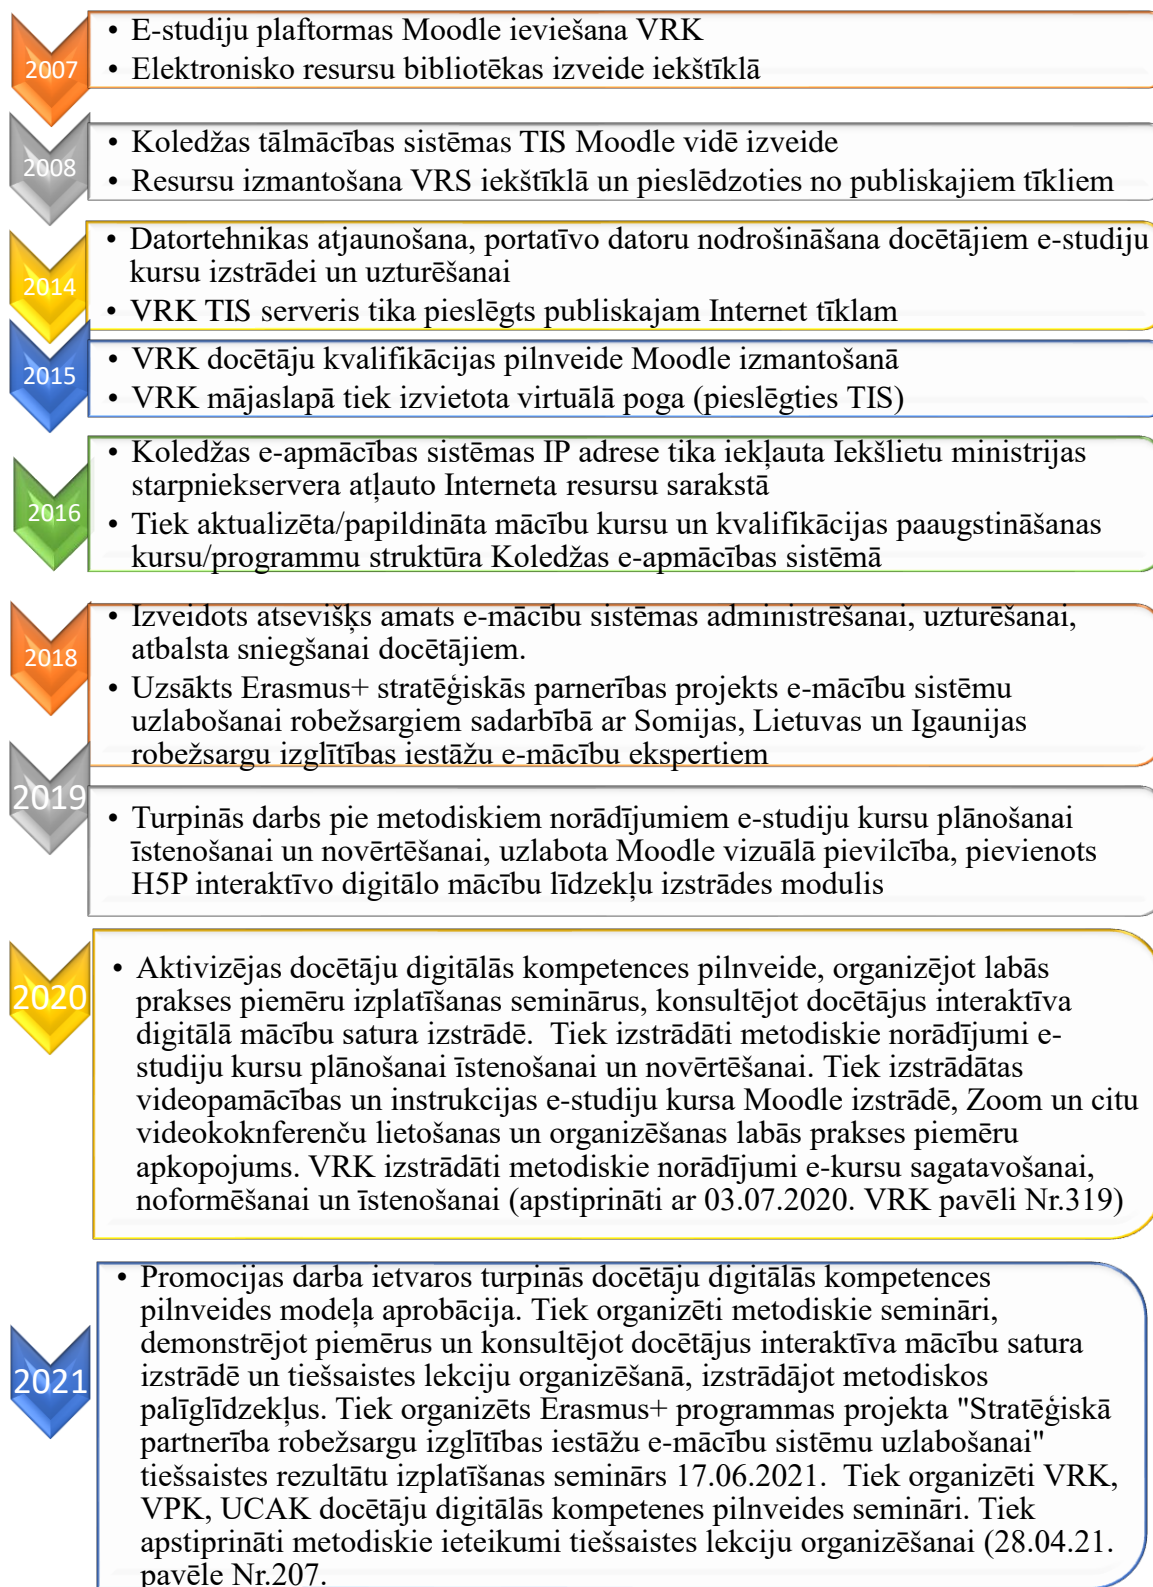 2007
• E-studiju plaftormas Moodle ieviešana VRK
• Elektronisko resursu bibliotēkas izveide iekštīklā
2008
• Koledžas tālmācības sistēmas TIS Moodle vidē izveide
• Resursu izmantošana VRS iekštīklā un pieslēdzoties no publiskajiem tīkliem
2014
• Datortehnikas atjaunošana, portatīvo datoru nodrošināšana docētājiem e-studiju
kursu izstrādei un uzturēšanai
• VRK TIS serveris tika pieslēgts publiskajam Internet tīklam
2015
• VRK docētāju kvalifikācijas pilnveide Moodle izmantošanā
• VRK mājaslapā tiek izvietota virtuālā poga (pieslēgties TIS)
2016
• Koledžas e-apmācības sistēmas IP adrese tika iekļauta Iekšlietu ministrijas
starpniekservera atļauto Interneta resursu sarakstā
• Tiek aktualizēta/papildināta mācību kursu un kvalifikācijas paaugstināšanas
kursu/programmu struktūra Koledžas e-apmācības sistēmā
2018
• Izveidots atsevišķs amats e-mācību sistēmas administrēšanai, uzturēšanai,
atbalsta sniegšanai docētājiem.
• Uzsākts Erasmus+ stratēģiskās parnerības projekts e-mācību sistēmu
uzlabošanai robežsargiem sadarbībā ar Somijas, Lietuvas un Igaunijas
robežsargu izglītības iestāžu e-mācību ekspertiem
2019
• Turpinās darbs pie metodiskiem norādījumiem e-studiju kursu plānošanai
īstenošanai un novērtēšanai, uzlabota Moodle vizuālā pievilcība, pievienots
H5P interaktīvo digitālo mācību līdzekļu izstrādes modulis
2020
• Aktivizējas docētāju digitālās kompetences pilnveide, organizējot labās
prakses piemēru izplatīšanas semināru​s, konsultējot docētājus interaktīva
digitālā mācību satura izstrādē.  Tiek izstrādāti metodiskie norādījumi e-
studiju kursu plānošanai īstenošanai un novērtēšanai. Tiek izstrādātas
videopamācības un instrukcijas e-studiju kursa Moodle izstrādē, Zoom un citu
videokoknferenču lietošanas un organizēšanas labās prakses piemēru
apkopojums. VRK izstrādāti metodiskie norādījumi e-kursu sagatavošanai,
noformēšanai un īstenošanai (apstiprināti ar 03.07.2020. VRK pavēli Nr.319)
2021
• Promocijas darba ietvaros turpinās docētāju digitālās kompetences
pilnveides modeļa aprobācija. Tiek organizēti metodiskie semināri,
demonstrējot piemērus un konsultējot docētājus interaktīva mācību satura
izstrādē un tiešsaistes lekciju organizēšanā, izstrādājot metodiskos
palīglīdzekļus. Tiek organizēts Erasmus+ programmas projekta "Stratēģiskā
partnerība robežsargu izglītības iestāžu e-mācību sistēmu uzlabošanai"
tiešsaistes rezultātu izplatīšanas seminārs 17.06.2021.  Tiek organizēti VRK,
VPK, UCAK docētāju digitālās kompetenes pilnveides semināri. Tiek
apstiprināti metodiskie ieteikumi tiešsaistes lekciju organizēšanai (28.04.21.
pavēle Nr.207.